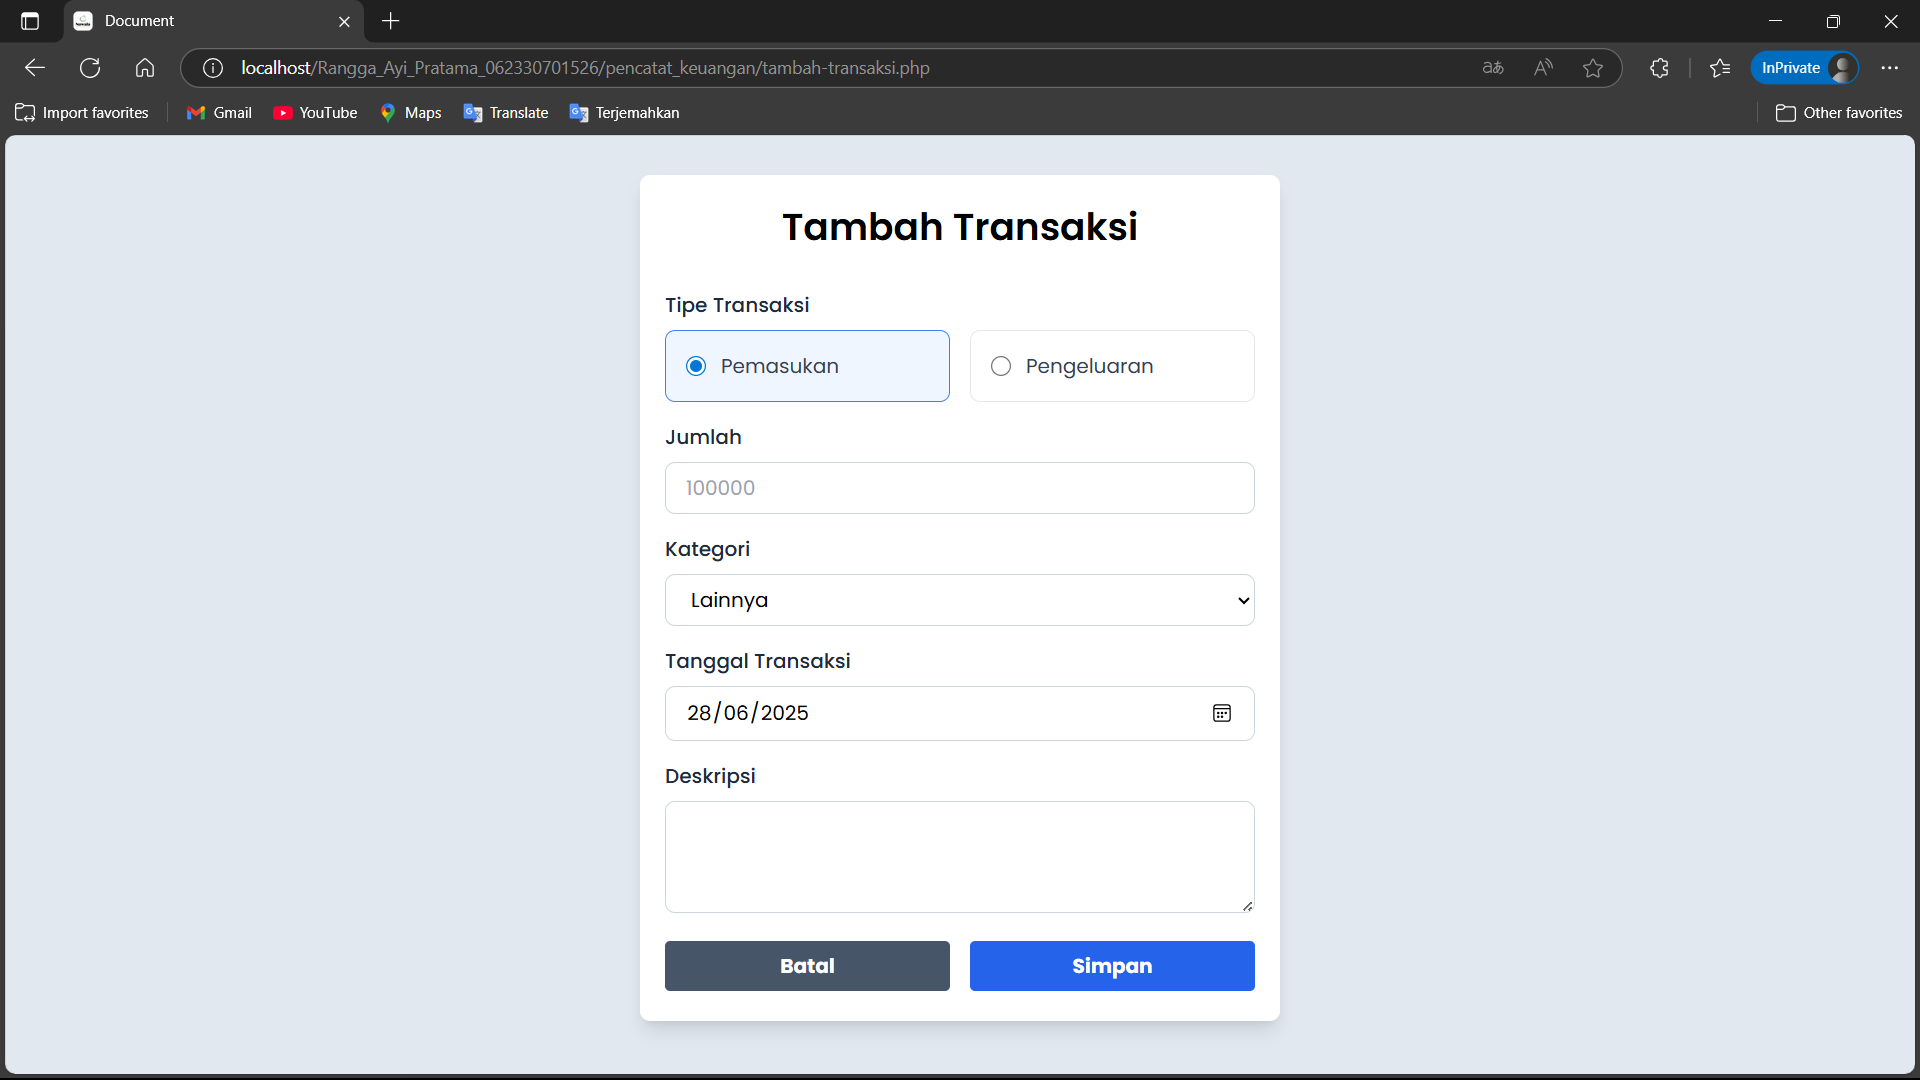 Document
localhost/Rangga_Ayi_Pratama_062330701526/pencatat_keuangan/tambah-transaksi.php
InPrivate
Import favorites
Gmail
YouTube
Maps
Translate
Terjemahkan
Other favorites
Tambah Transaksi
Tipe Transaksi
Pemasukan
Pengeluaran
Jumlah
100000
Kategori
Lainnya
Tanggal Transaksi
28/06/2025
Deskripsi
Batal
Simpan